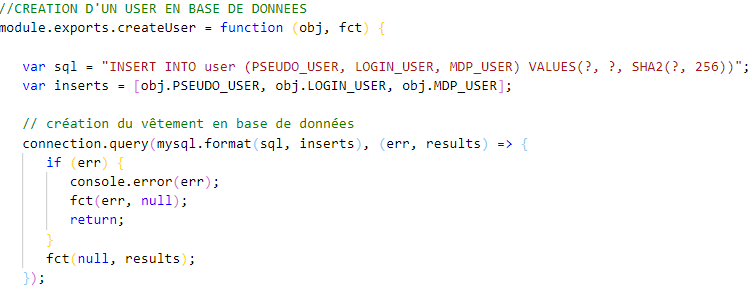 //CREATION D'UN USER EN BASE DE DONNEES
module.exports.createUser = function (obj, fct) {
var sql = "INSERT INTO user (PSEUDO_USER, LOGIN_USER, MDP_USER) VALUES(?, ?, SHA2(?, 256))";
var inserts = [obj.PSEUDO_USER, obj.LOGIN_USER, obj.MDP_USER];
// création du vêtement en base de données
connection.query(mysql.format(sql, inserts), (err, results) => {
if (err) {
console.error(err);
fct(err, null);
return;
}
fct(null, results);
});